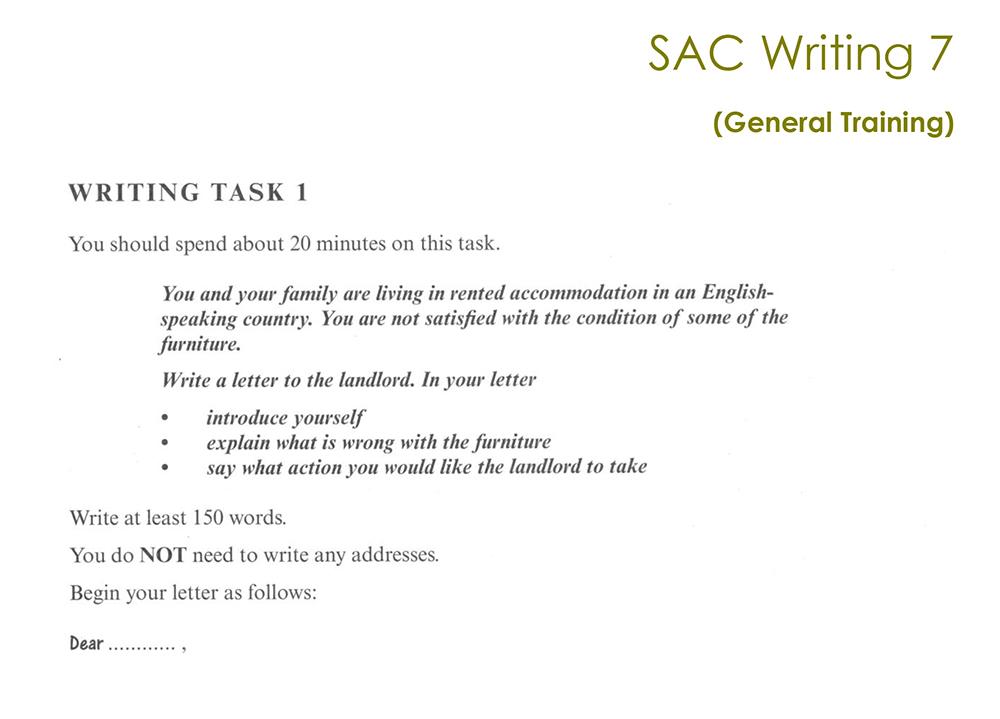 SAC Writing 7
(General Training)
WRITING TASK 1
You should spend about 20 minutes on this task.
You and your family are living in rented accommodation in an English-
speaking country. You are not satisfied with the condition of some of the
furniture.
Write a letter to the landlord. In your letter
• introduce yourself
• explain what is wrong with the furniture
• say what action you would like the landlord to take
Write at least 150 words.
You do NOT need to write any addresses.
Begin your letter as follows:
Dear ............ ,